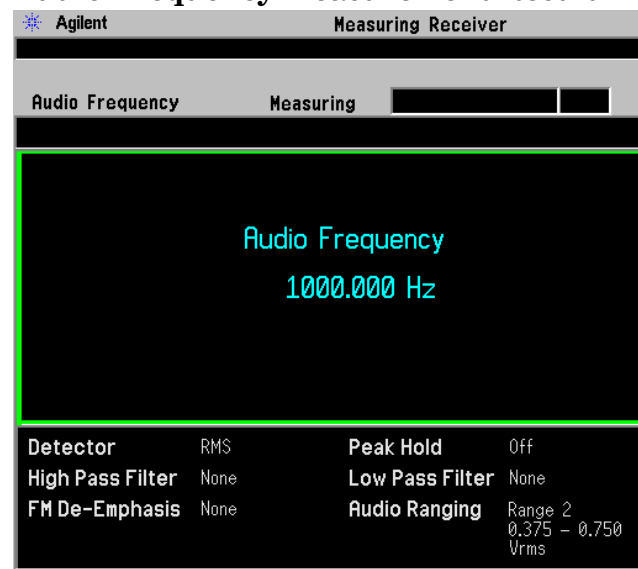 Agilent Measuring Receiver
Audio Frequency Measuring
Audio Frequency
1000.000 Hz
Detector RMS Peak Hold Off
High Pass Filter None Low Pass Filter None
FM De-Emphasis None Audio Ranging Range 2
0.375 - 0.750
Vrms